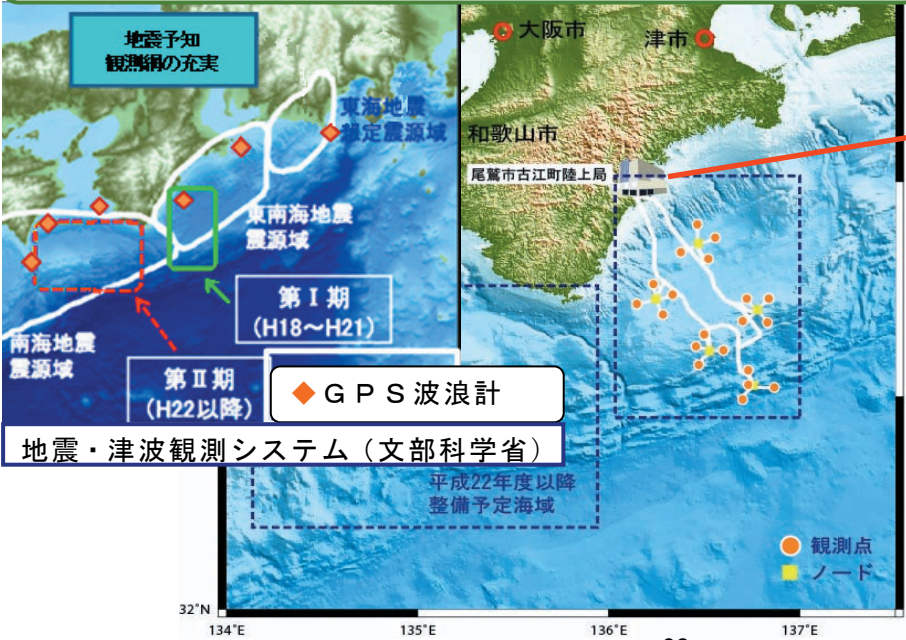 地震予知
観測網の充実
東海地震
想定震源域
東南海地震
震源域
第Ⅰ期
(H18～H21)
南海地震
震源域
第Ⅱ期
(H22以降)
◆GPS波浪計
地震・津波観測システム（文部科学省）
大阪市
津市
和歌山市
尾鷲市古江町陸上局
平成22年度以降
整備予定海域
観測点
ノード
32°N
134°E
135°E
136°E
137°E